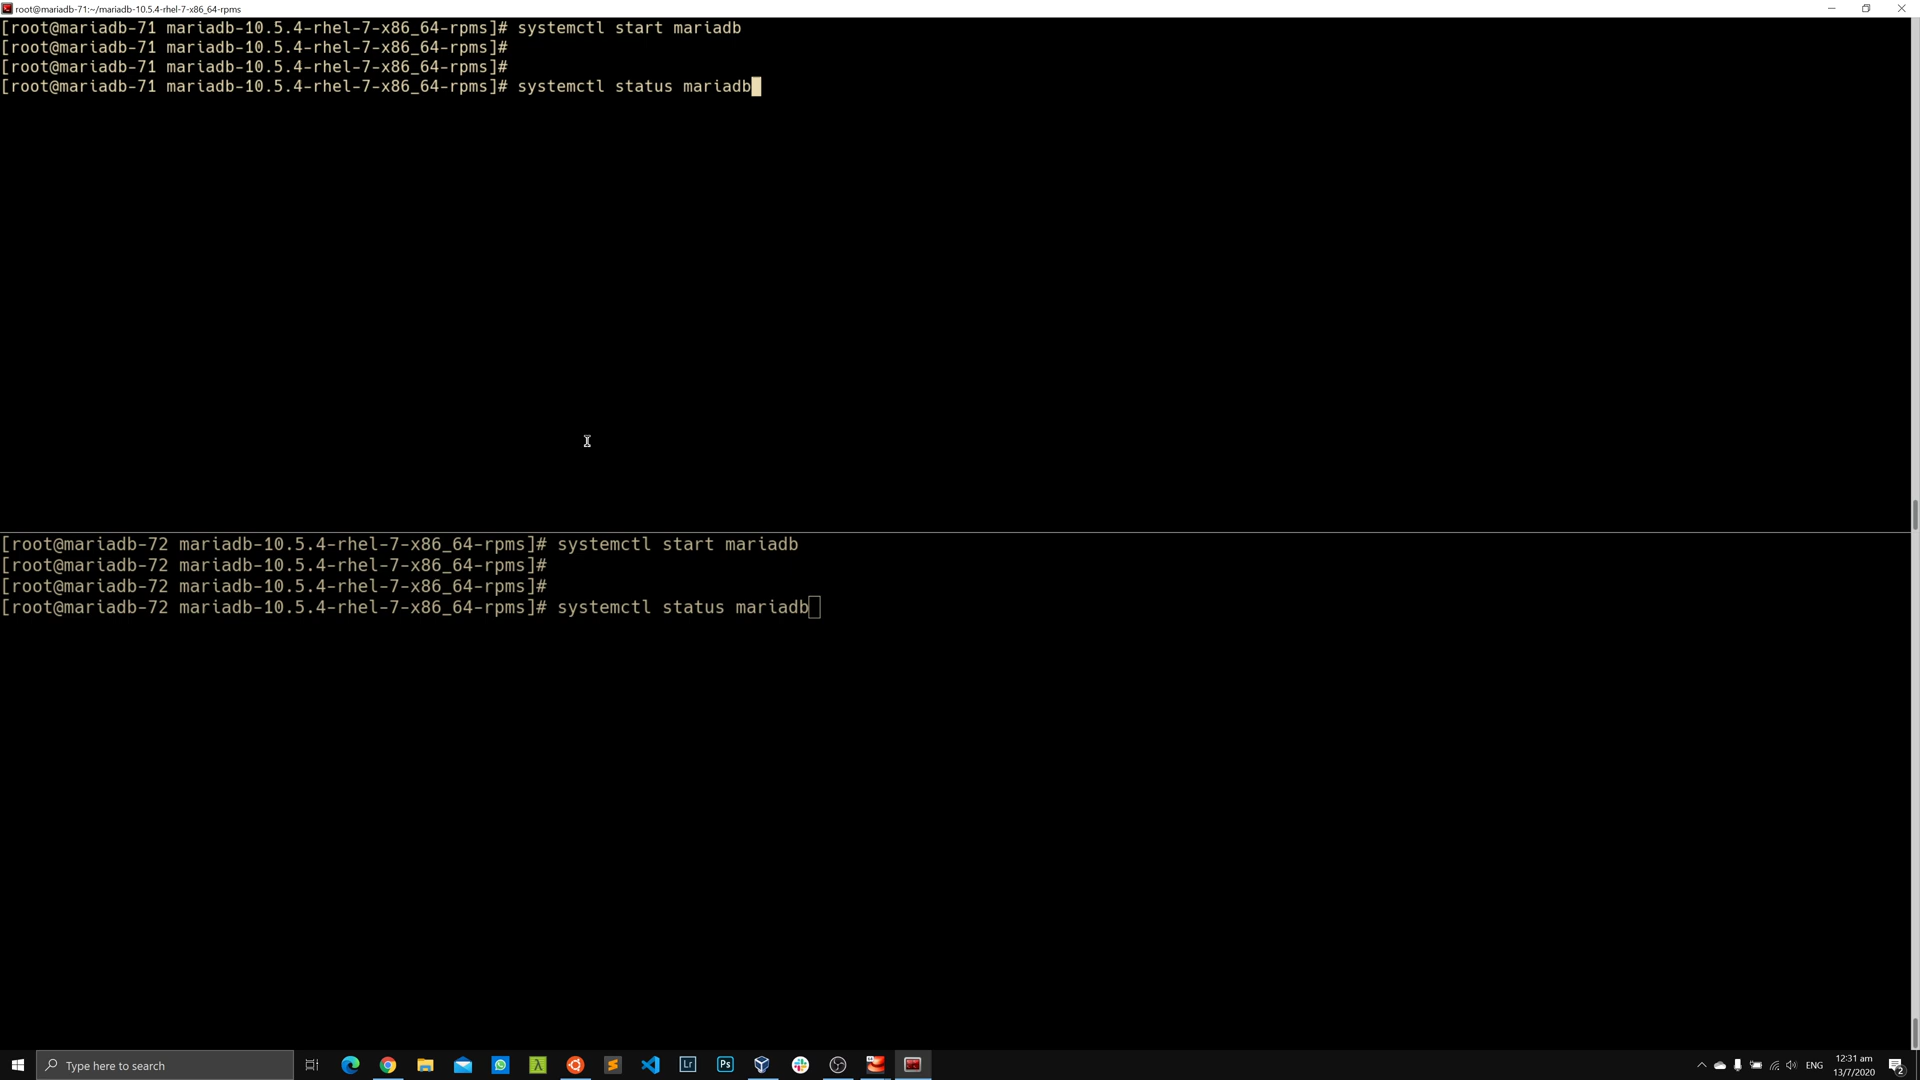 root@mariadb-71:~/mariadb-10.5.4-rhel-7-x86_64-rpms
[root@mariadb-71 mariadb-10.5.4-rhel-7-x86_64-rpms]# systemctl start mariadb
[root@mariadb-71 mariadb-10.5.4-rhel-7-x86_64-rpms]#
[root@mariadb-71 mariadb-10.5.4-rhel-7-x86_64-rpms]#
[root@mariadb-71 mariadb-10.5.4-rhel-7-x86_64-rpms]# systemctl status mariadb
[root@mariadb-72 mariadb-10.5.4-rhel-7-x86_64-rpms]# systemctl start mariadb
[root@mariadb-72 mariadb-10.5.4-rhel-7-x86_64-rpms]#
[root@mariadb-72 mariadb-10.5.4-rhel-7-x86_64-rpms]#
[root@mariadb-72 mariadb-10.5.4-rhel-7-x86_64-rpms]# systemctl status mariadb
Type here to search
λ
Lr
Ps
ENG
12:31 am
13/7/2020
2